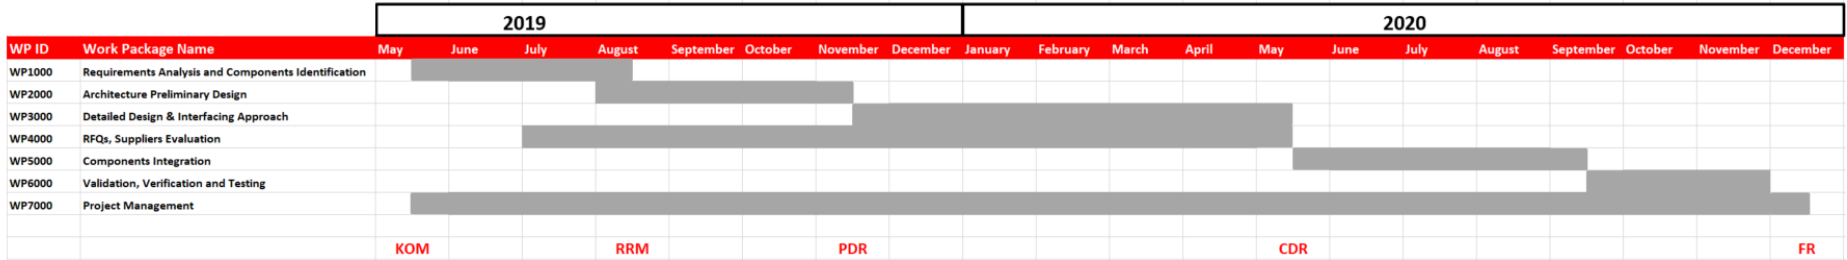 2019 2020
WP ID Work Package Name May June July August September October November December January February March April May June July August September October November December
WP1000 Requirements Analysis and Components Identification
WP2000 Architecture Preliminary Design
WP3000 Detailed Design & Interfacing Approach
WP4000 RFQs, Suppliers Evaluation
WP5000 Components Integration
WP6000 Validation, Verification and Testing
WP7000 Project Management
KOM RRM PDR CDR FR